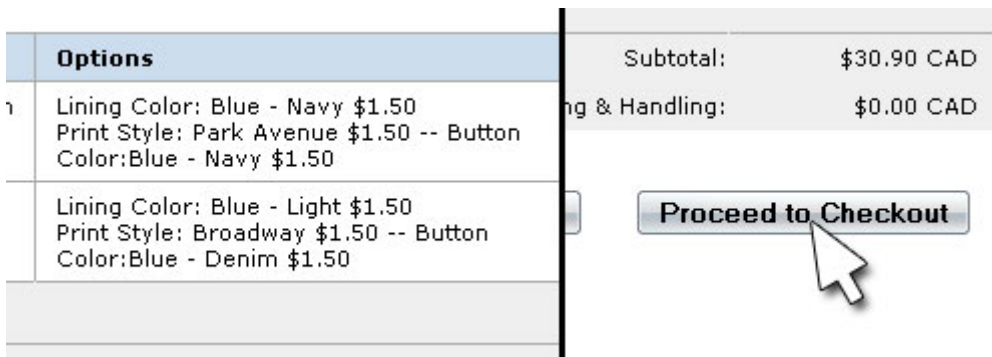 Options
n
Lining Color: Blue - Navy $1.50
Print Style: Park Avenue $1.50 -- Button
Color:Blue - Navy $1.50
Lining Color: Blue - Light $1.50
Print Style: Broadway $1.50 -- Button
Color:Blue - Denim $1.50
Subtotal: $30.90 CAD
ng & Handling: $0.00 CAD
Proceed to Checkout